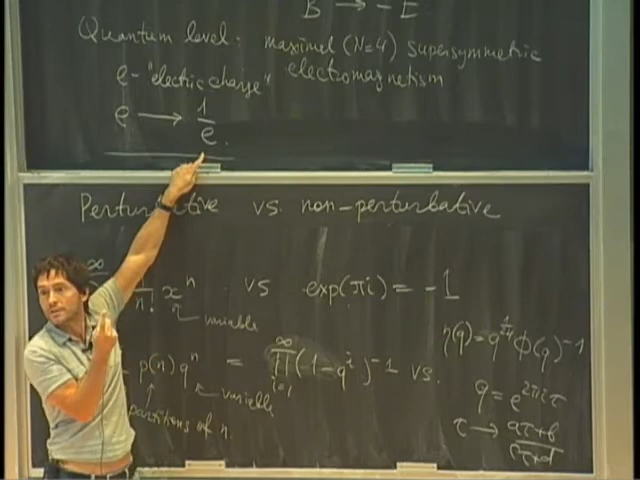 B → - E
Quantum level: maximal (N=4) supersymmetric
e - "electric charge" electromagnetism
e → 1/e.
Perturbative vs. non-perturbative
∞
n! x^n vs exp(πi) = -1
variable
p(n) q^n = ∞ ∏ i=1 (1-q^i)^-1 vs.
variable
partitions of n.
η(q) = q^1/24 φ(q)^-1
q = e^2πiτ
τ → aτ+b